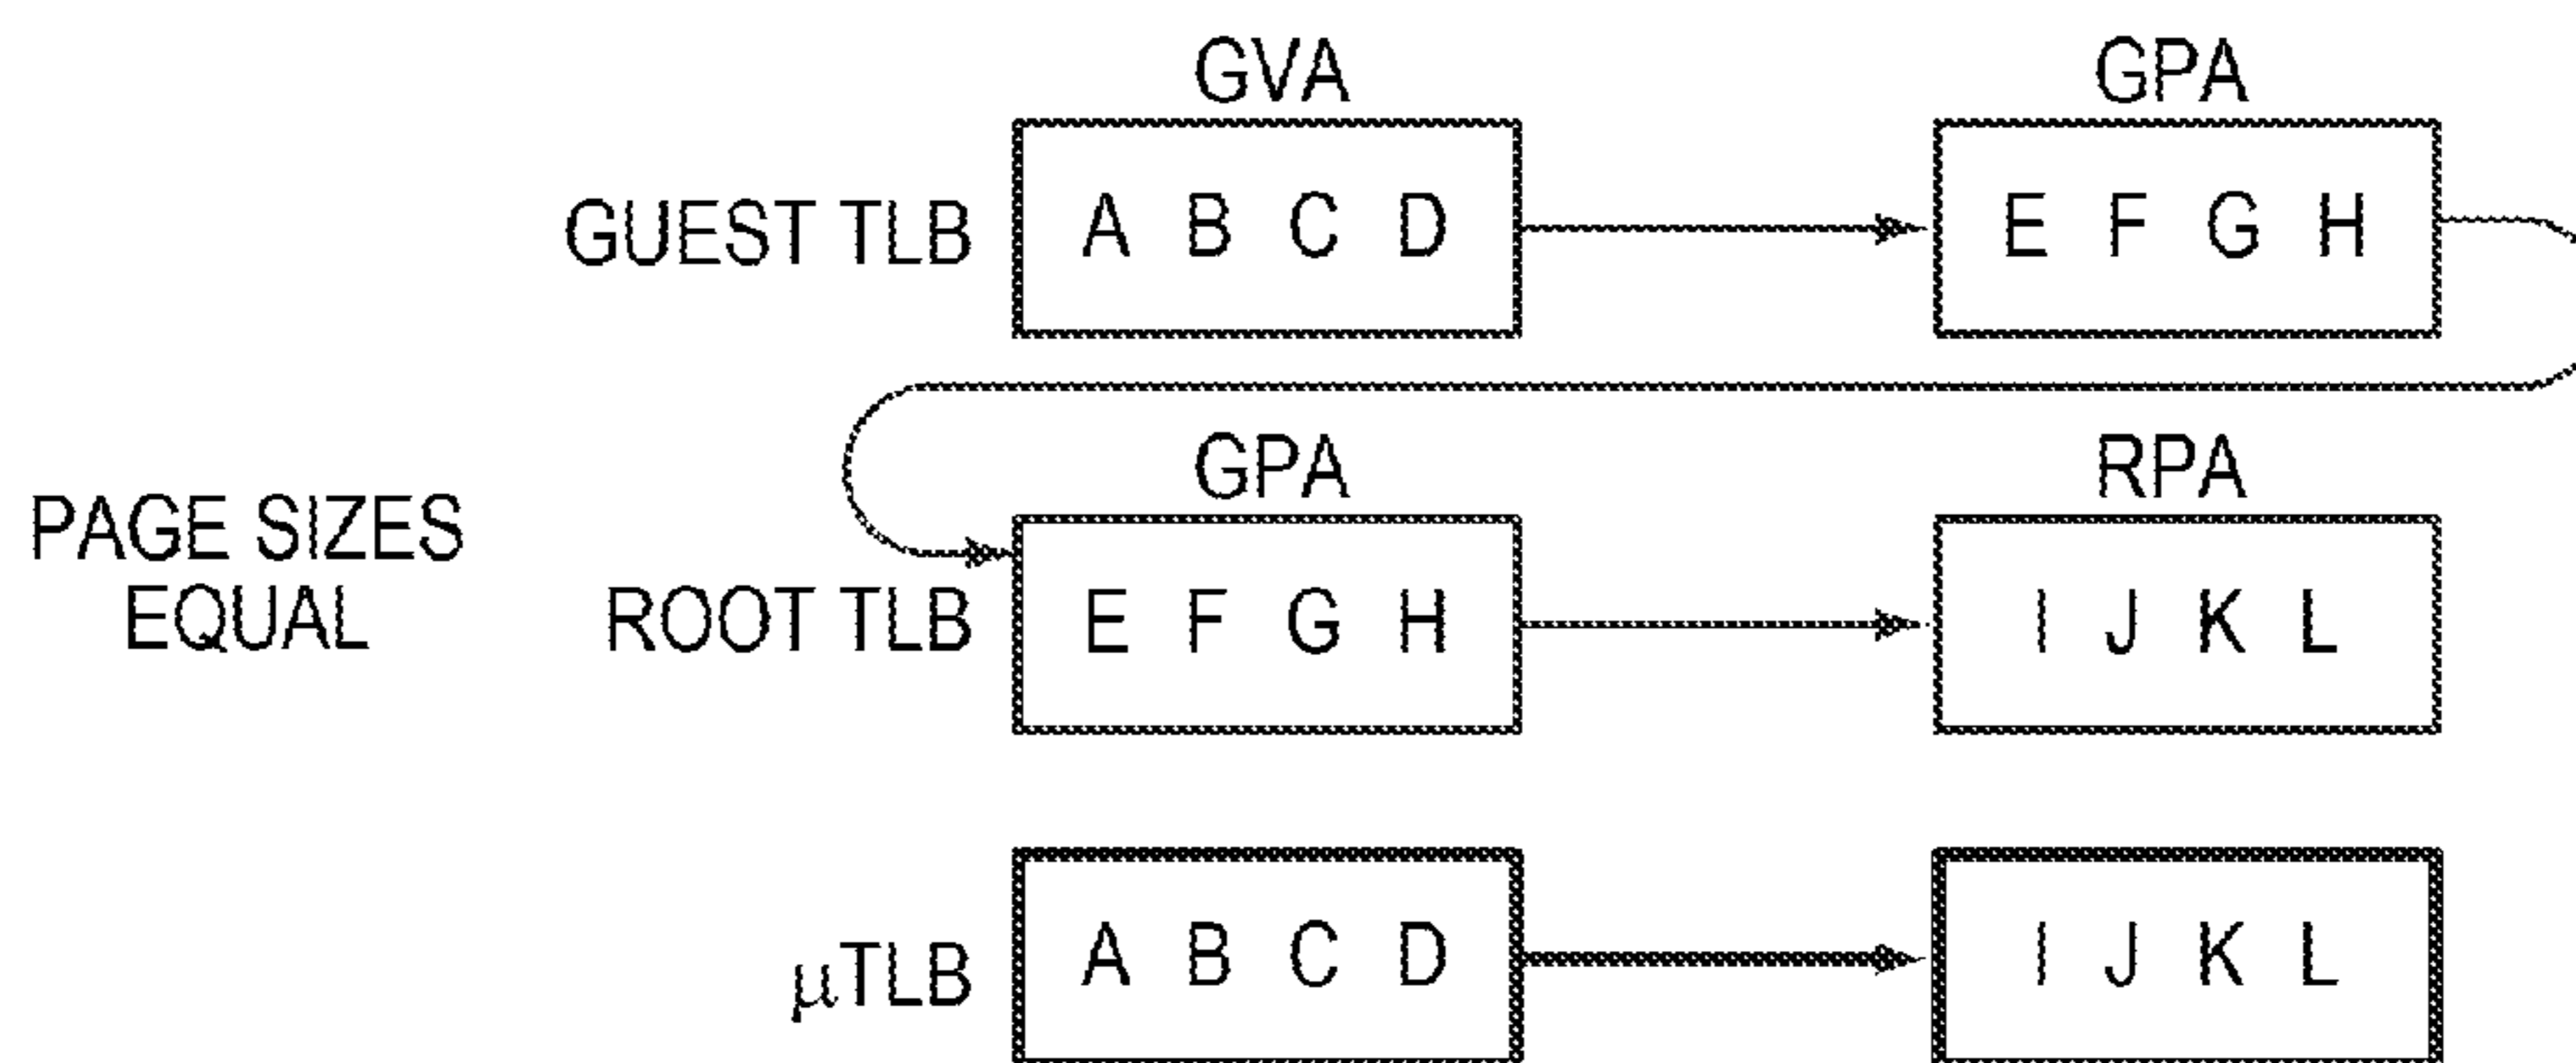 GVA GPA
GUEST TLB A B C D E F G H
GPA RPA
PAGE SIZES
EQUAL
ROOT TLB E F G H I J K L
μTLB A B C D I J K L